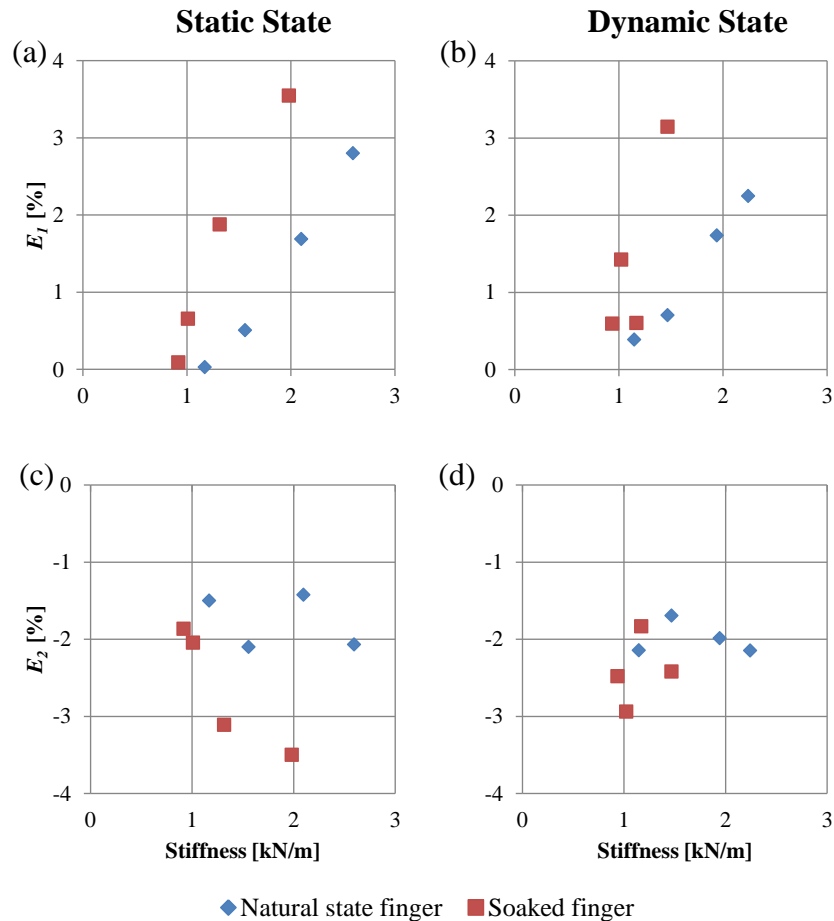 Static State
Dynamic State
(a)
(b)
4
3
2
1
0
E1 [%]
0 1 2 3
4
3
2
1
0
0 1 2 3
(c)
(d)
0
-1
-2
-3
-4
E2 [%]
0 1 2 3
Stiffness [kN/m]
0
-1
-2
-3
-4
0 1 2 3
Stiffness [kN/m]
Natural state finger
Soaked finger